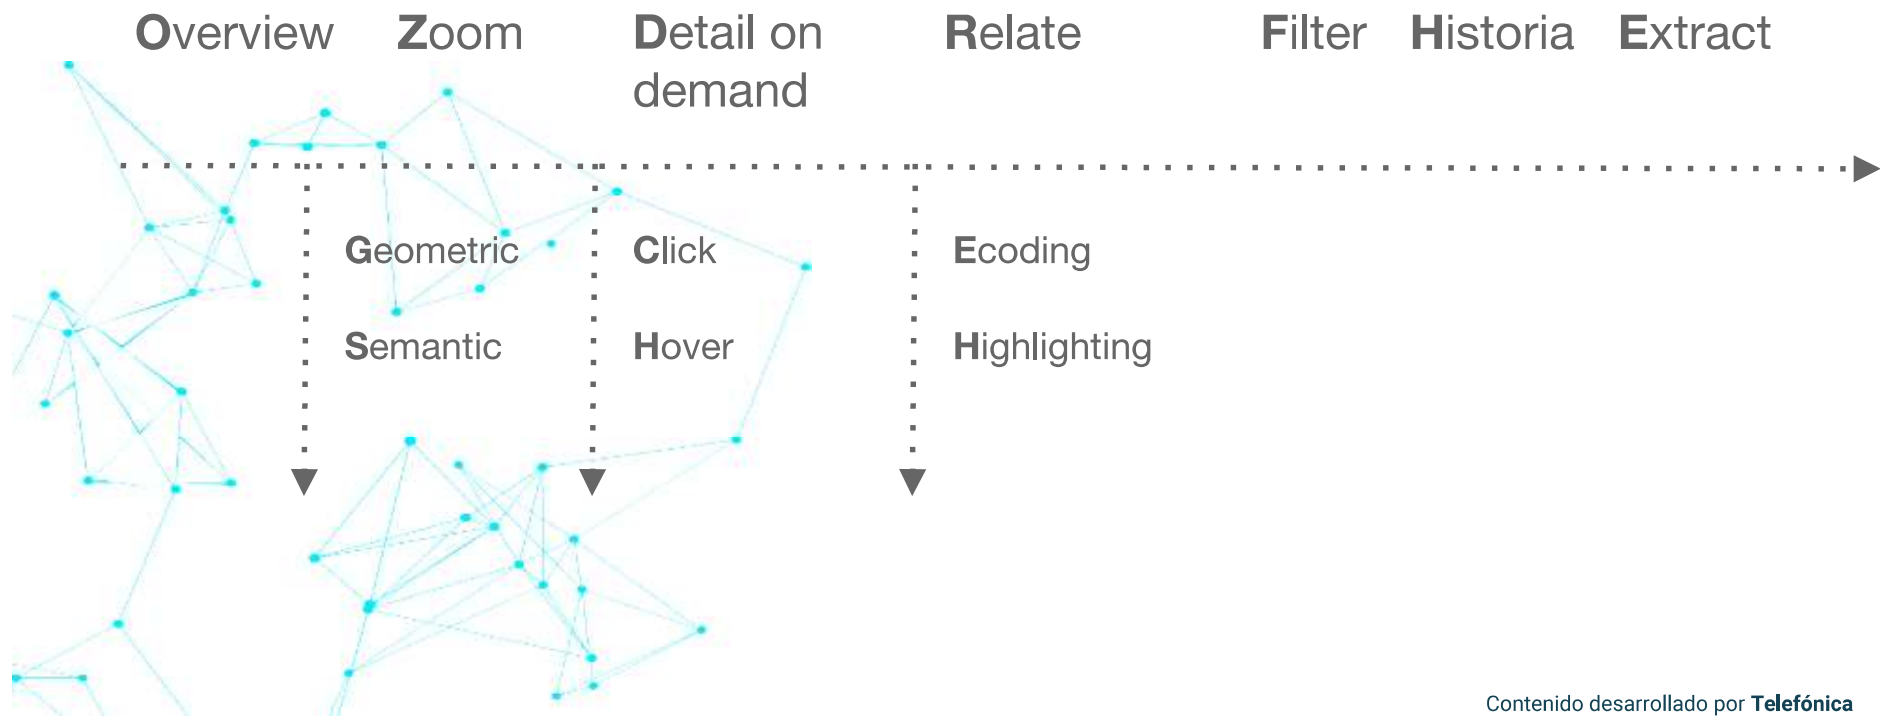 Overview Zoom Detail on demand Relate Filter Historia Extract
Geometric Click Ecoding
Semantic Hover Highlighting
Contenido desarrollado por Telefónica